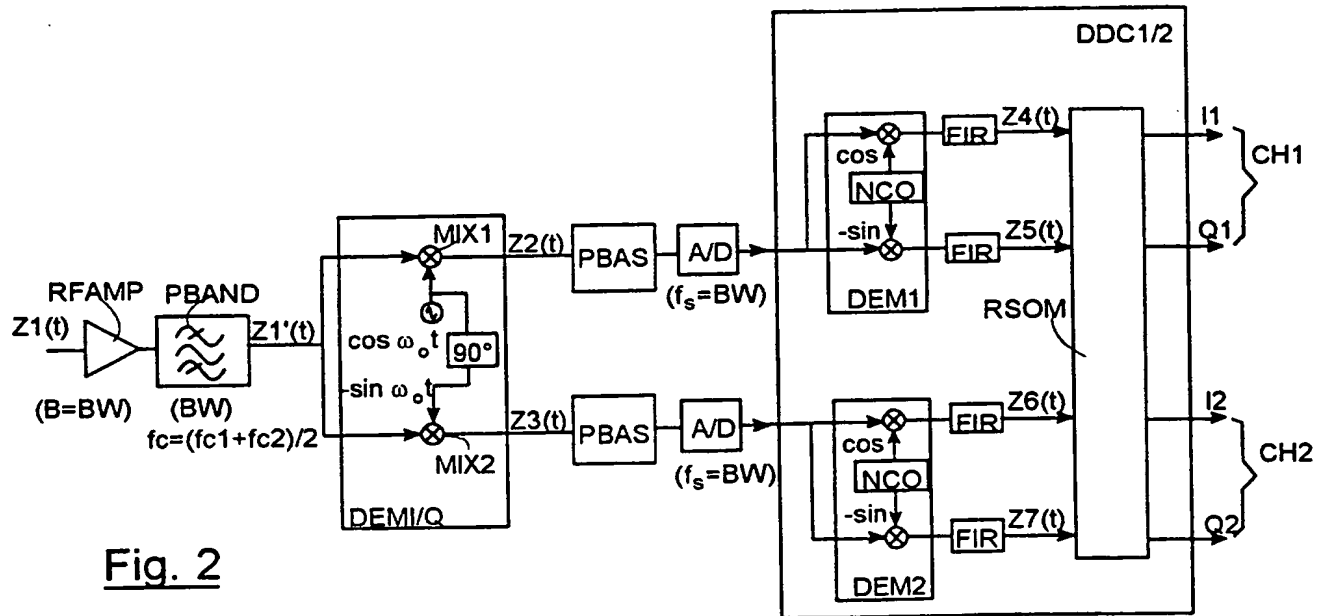 DDC1/2
RFAMP
PBAND
Z1(t)
Z1'(t)
(B=BW)
(BW)
fc=(fc1+fc2)/2
MIX1
cos ω₀t
90°
-sin ω₀t
MIX2
DEMI/Q
Z2(t)
PBAS
A/D
(fₛ=BW)
Z3(t)
PBAS
A/D
(fₛ=BW)
cos
NCO
-sin
DEM1
FIR
Z4(t)
FIR
Z5(t)
cos
NCO
-sin
DEM2
FIR
Z6(t)
FIR
Z7(t)
RSOM
I1
Q1
CH1
I2
Q2
CH2
Fig. 2